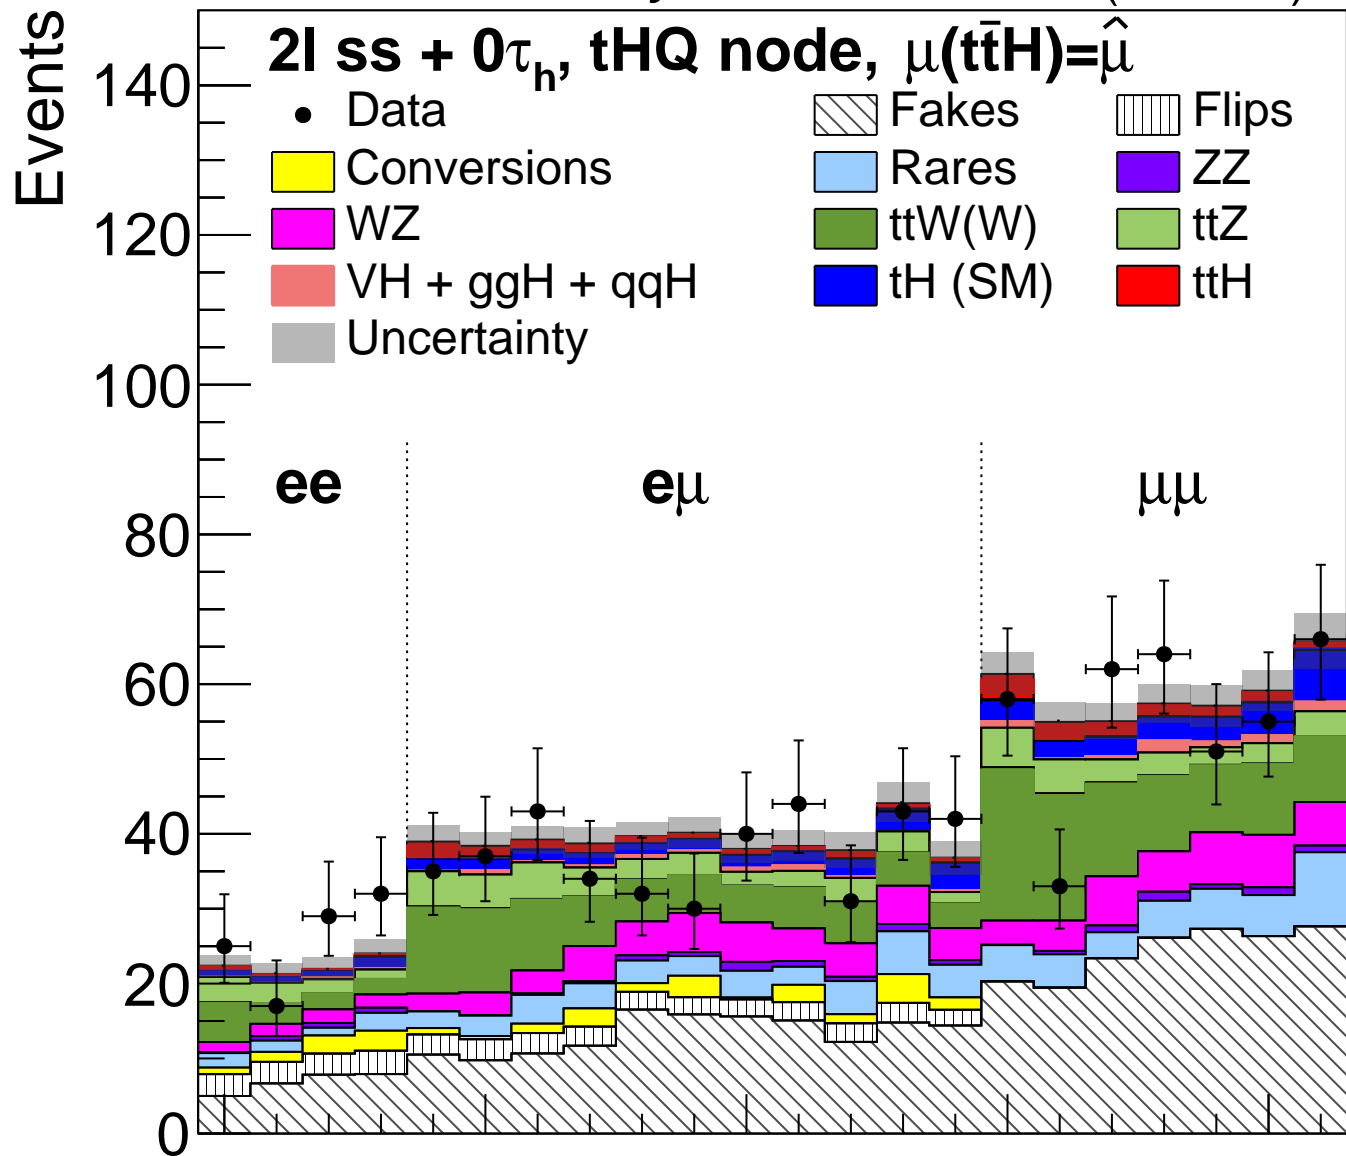 Events
2l ss + 0τh, tHQ node, μ(tt̄H)=μ̂
Data
Fakes
Flips
Conversions
Rares
ZZ
WZ
ttW(W)
ttZ
VH + ggH + qqH
tH (SM)
ttH
Uncertainty
ee
eμ
μμ
140
120
100
80
60
40
20
0